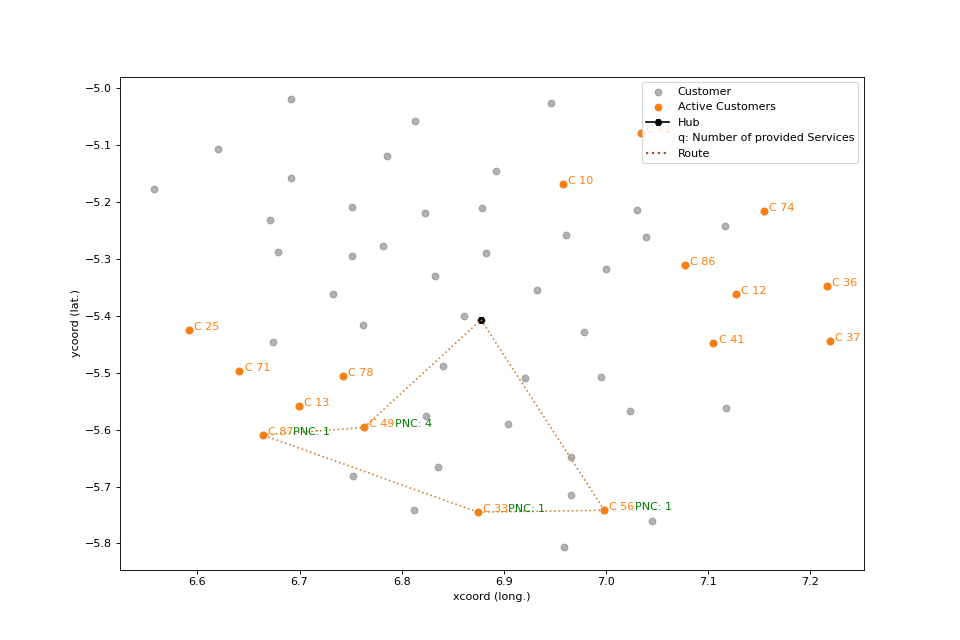 Customer
Active Customers
Hub
q: Number of provided Services
Route
C 10
C 74
C 86
C 36
C 12
C 25
C 41
C 37
C 71
C 78
C 13
C 49 PNC: 4
C 87 PNC: 1
C 33 PNC: 1
C 56 PNC: 1
−5.0
−5.1
−5.2
−5.3
−5.4
−5.5
−5.6
−5.7
−5.8
ycoord (lat.)
6.6 6.7 6.8 6.9 7.0 7.1 7.2
xcoord (long.)